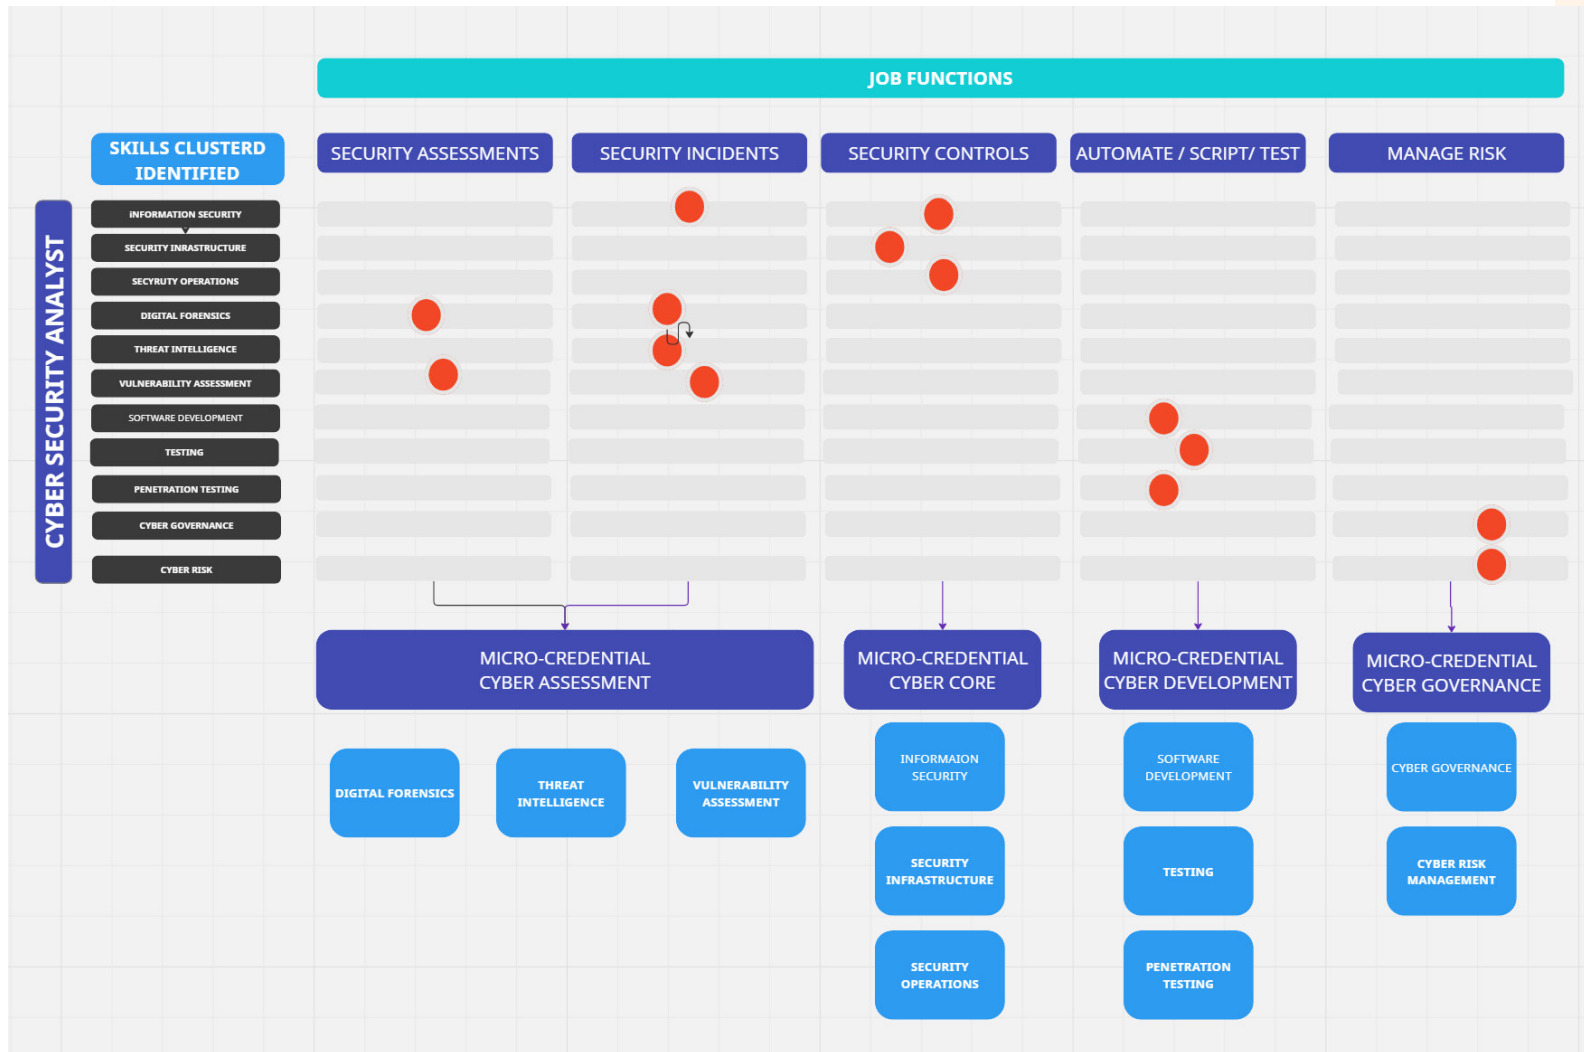 JOB FUNCTIONS
SKILLS CLUSTERD
IDENTIFIED
SECURITY ASSESSMENTS
SECURITY INCIDENTS
SECURITY CONTROLS
AUTOMATE / SCRIPT/ TEST
MANAGE RISK
CYBER SECURITY ANALYST
iNFORMATION SECURITY
SECURITY INRASTRUCTURE
SECYRUTY OPERATIONS
DIGITAL FORENSICS
THREAT INTELLIGENCE
VULNERABILITY ASSESSMENT
SOFTWARE DEVELOPMENT
TESTING
PENETRATION TESTING
CYBER GOVERNANCE
CYBER RISK
MICRO-CREDENTIAL
CYBER ASSESSMENT
MICRO-CREDENTIAL
CYBER CORE
MICRO-CREDENTIAL
CYBER DEVELOPMENT
MICRO-CREDENTIAL
CYBER GOVERNANCE
DIGITAL FORENSICS
THREAT
INTELLIGENCE
VULNERABILITY
ASSESSMENT
INFORMAION
SECURITY
SECURITY
INFRASTRUCTURE
SECURITY
OPERATIONS
SOFTWARE
DEVELOPMENT
TESTING
PENETRATION
TESTING
CYBER GOVERNANCE
CYBER RISK
MANAGEMENT